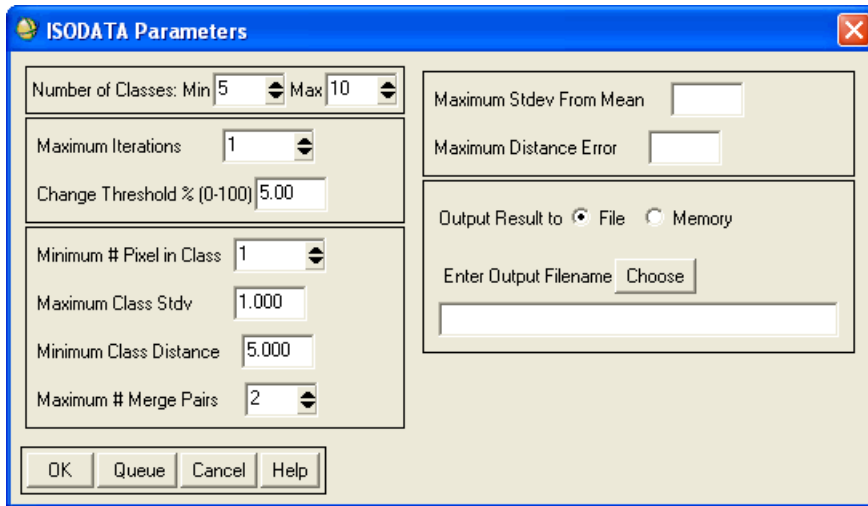 ISODATA Parameters
Number of Classes: Min 5 Max 10
Maximum Iterations 1
Change Threshold % (0-100) 5.00
Minimum # Pixel in Class 1
Maximum Class Stdv 1.000
Minimum Class Distance 5.000
Maximum # Merge Pairs 2
Maximum Stdev From Mean
Maximum Distance Error
Output Result to File Memory
Enter Output Filename Choose
OK Queue Cancel Help